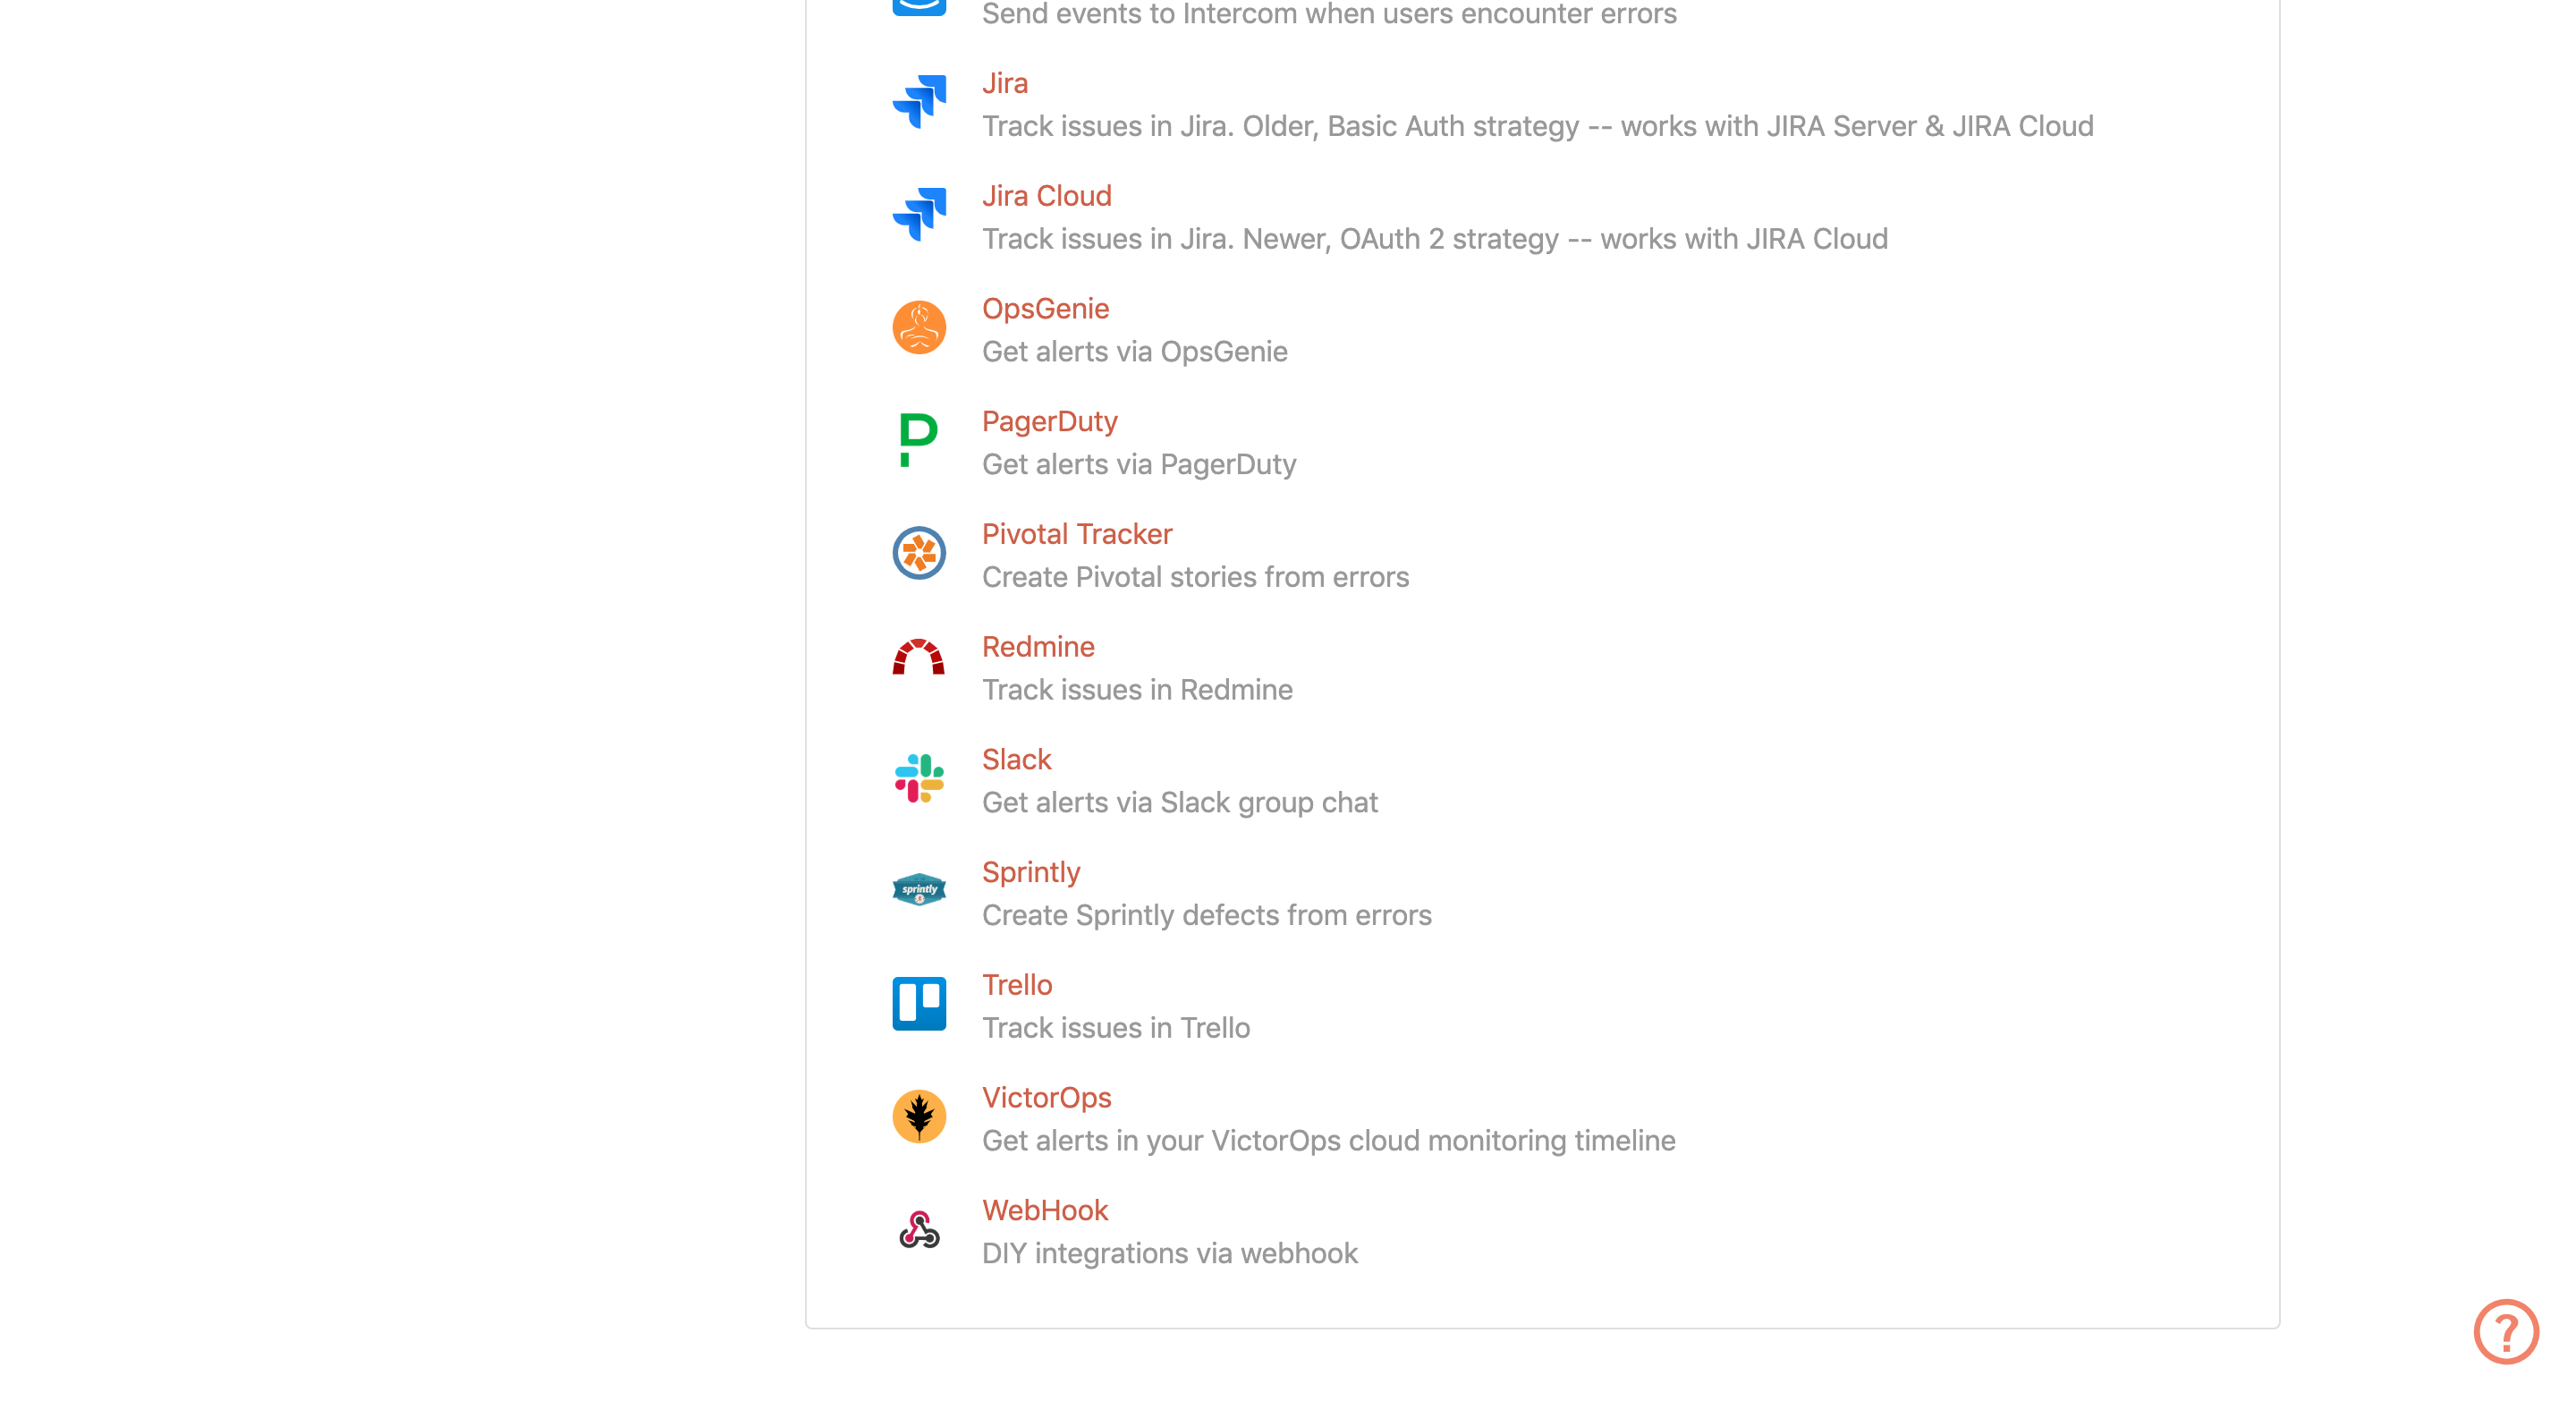 Send events to Intercom when users encounter errors
Jira
Track issues in Jira. Older, Basic Auth strategy -- works with JIRA Server & JIRA Cloud
Jira Cloud
Track issues in Jira. Newer, OAuth 2 strategy -- works with JIRA Cloud
OpsGenie
Get alerts via OpsGenie
PagerDuty
Get alerts via PagerDuty
Pivotal Tracker
Create Pivotal stories from errors
Redmine
Track issues in Redmine
Slack
Get alerts via Slack group chat
sprintly
Sprintly
Create Sprintly defects from errors
Trello
Track issues in Trello
VictorOps
Get alerts in your VictorOps cloud monitoring timeline
WebHook
DIY integrations via webhook
?